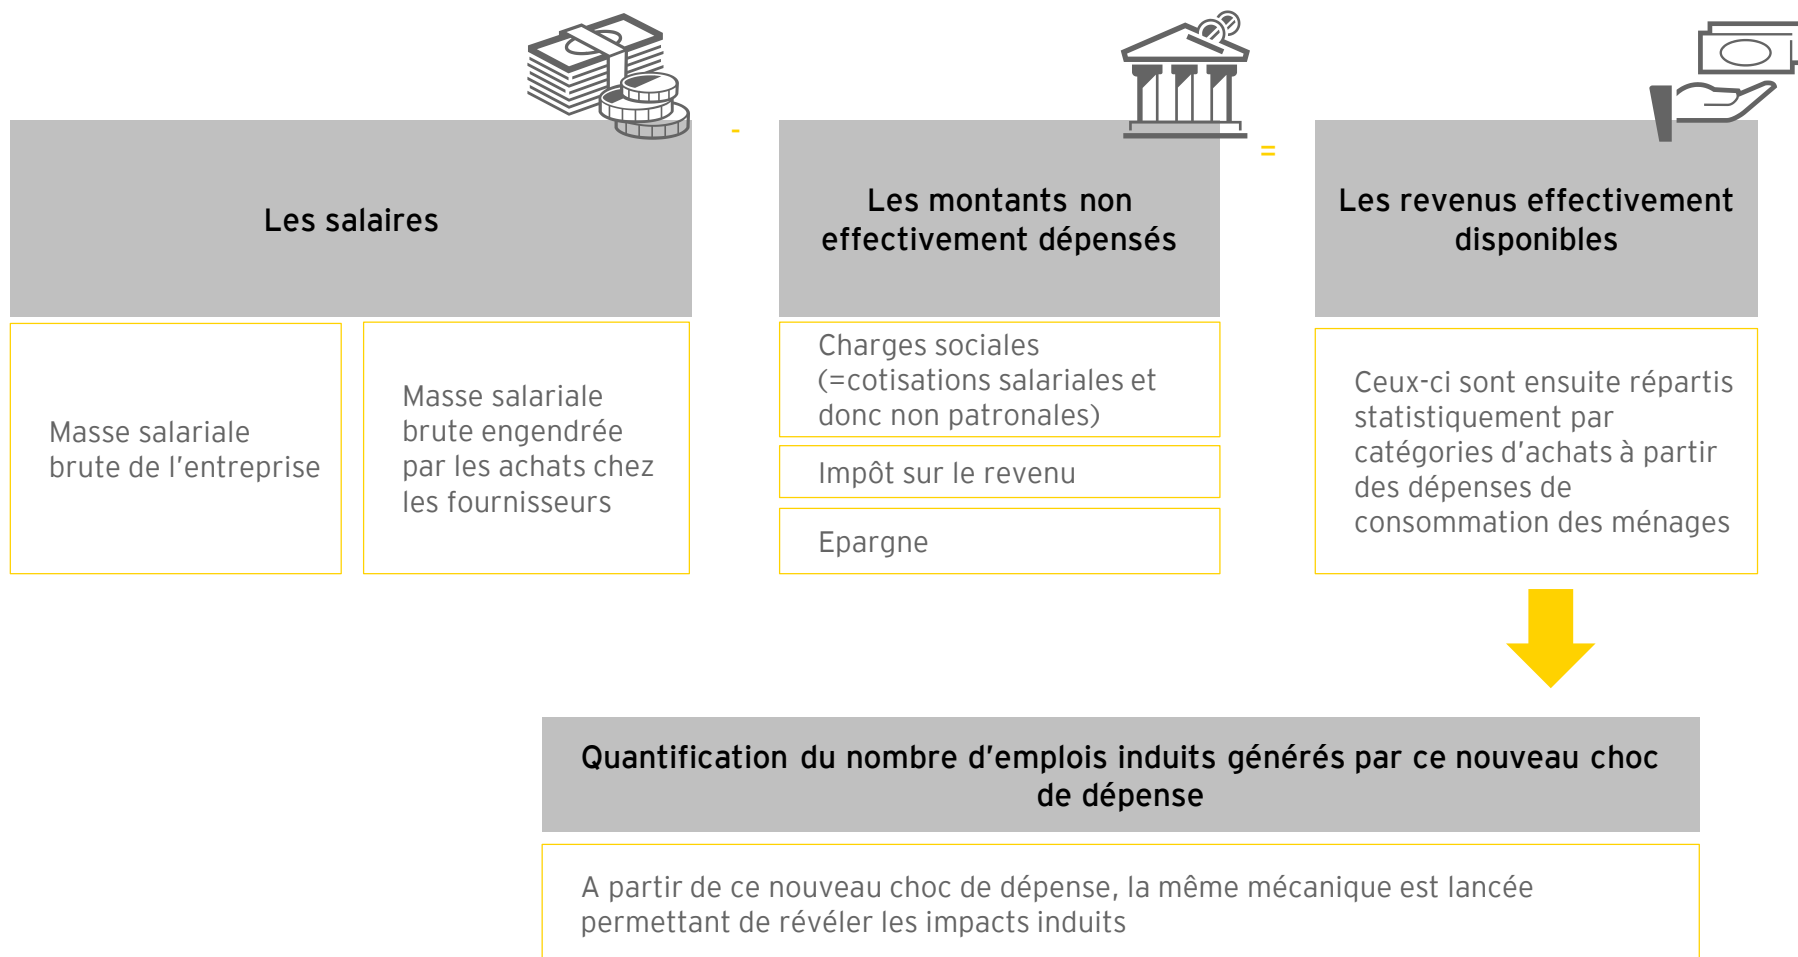 -
=
Les salaires
Les montants non
effectivement dépensés
Les revenus effectivement
disponibles
Masse salariale
brute de l’entreprise
Masse salariale
brute engendrée
par les achats chez
les fournisseurs
Charges sociales
(=cotisations salariales et
donc non patronales)
Impôt sur le revenu
Epargne
Ceux-ci sont ensuite répartis
statistiquement par
catégories d’achats à partir
des dépenses de
consommation des ménages
Quantification du nombre d’emplois induits générés par ce nouveau choc
de dépense
A partir de ce nouveau choc de dépense, la même mécanique est lancée
permettant de révéler les impacts induits